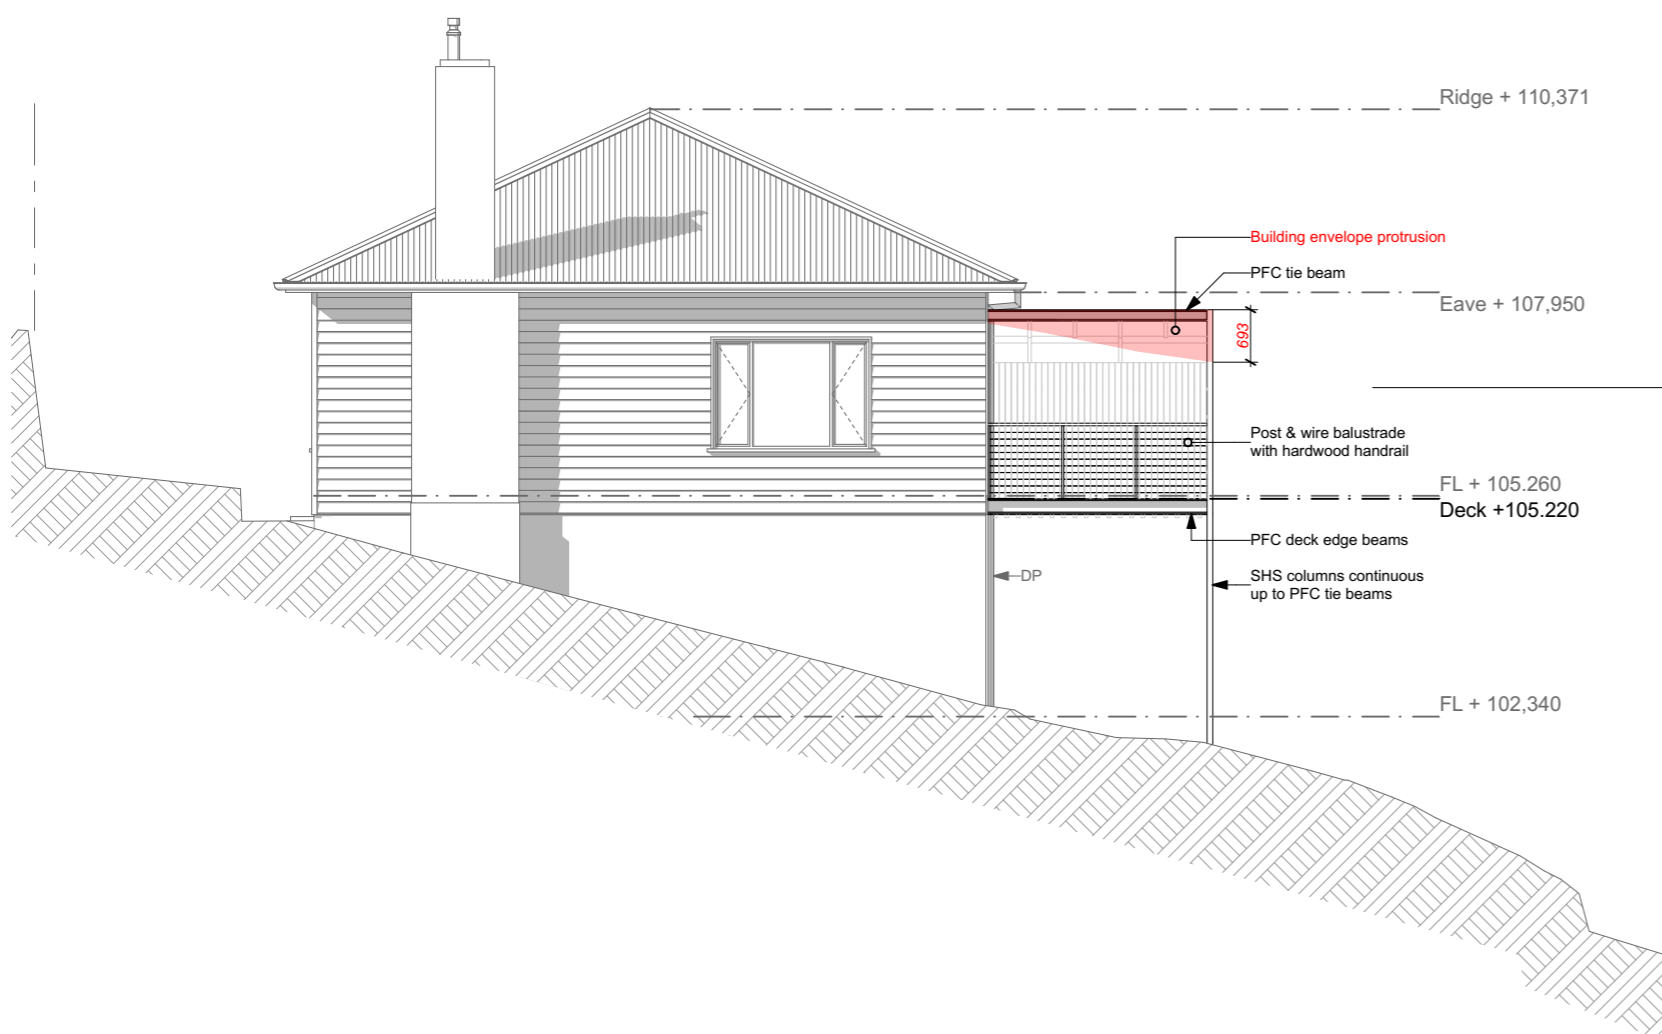 Ridge + 110,371
Building envelope protrusion
PFC tie beam
Eave + 107,950
693
Post & wire balustrade
with hardwood handrail
FL + 105.260
Deck +105.220
PFC deck edge beams
DP
SHS columns continuous
up to PFC tie beams
FL + 102,340